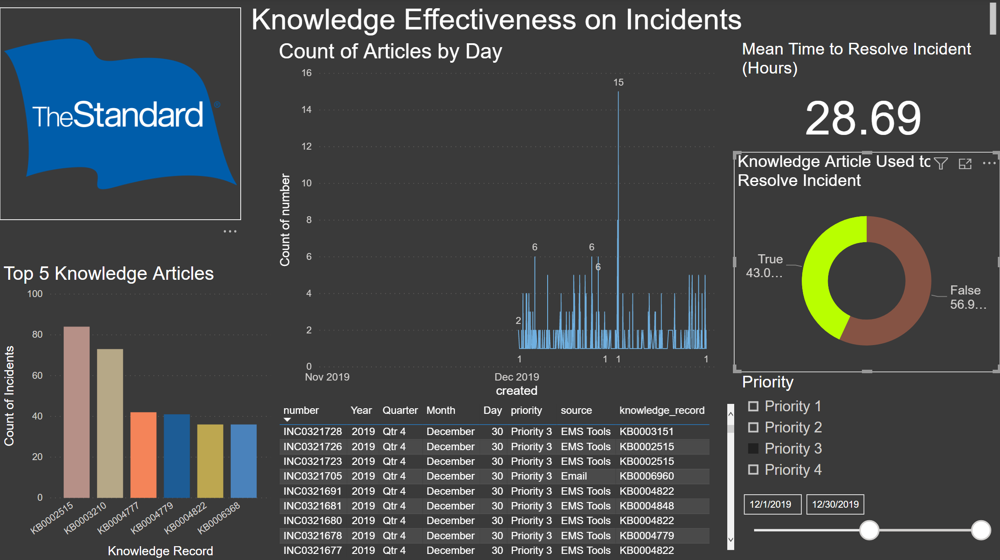 Knowledge Effectiveness on Incidents
TheStandard®
Top 5 Knowledge Articles
Count of Incidents
100
80
60
40
20
0
KB0002515
KB0003210
KB0004777
KB0004779
KB0004822
KB0006368
Knowledge Record
Count of Articles by Day
Count of number
16
14
12
10
8
6
4
2
0
2
6
6
6
15
1
1
1
1
Nov 2019
Dec 2019
created
number Year Quarter Month Day priority source knowledge_record
INC0321728 2019 Qtr 4 December 30 Priority 3 EMS Tools KB0003151
INC0321726 2019 Qtr 4 December 30 Priority 3 EMS Tools KB0002515
INC0321723 2019 Qtr 4 December 30 Priority 3 EMS Tools KB0002515
INC0321705 2019 Qtr 4 December 30 Priority 3 Email KB0006960
INC0321691 2019 Qtr 4 December 30 Priority 3 EMS Tools KB0004822
INC0321681 2019 Qtr 4 December 30 Priority 3 EMS Tools KB0004848
INC0321680 2019 Qtr 4 December 30 Priority 3 EMS Tools KB0004822
INC0321678 2019 Qtr 4 December 30 Priority 3 EMS Tools KB0004779
INC0321677 2019 Qtr 4 December 30 Priority 3 EMS Tools KB0004822
Mean Time to Resolve Incident
(Hours)
28.69
Knowledge Article Used to
Resolve Incident
True
43.0…
False
56.9…
Priority
Priority 1
Priority 2
Priority 3
Priority 4
12/1/2019 12/30/2019